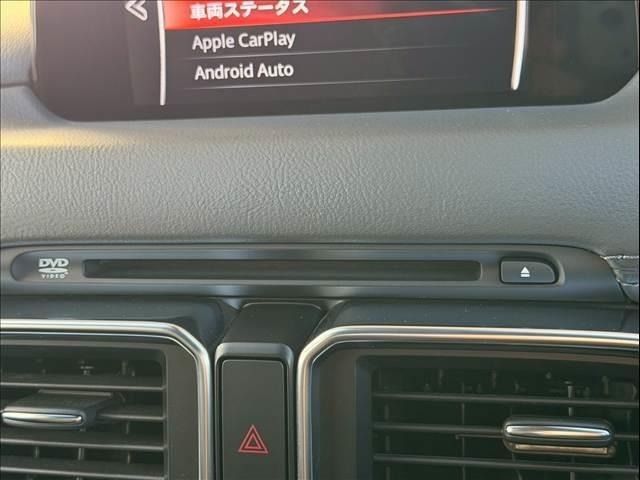 車両ステータス
Apple CarPlay
Android Auto
DVD
VIDEO